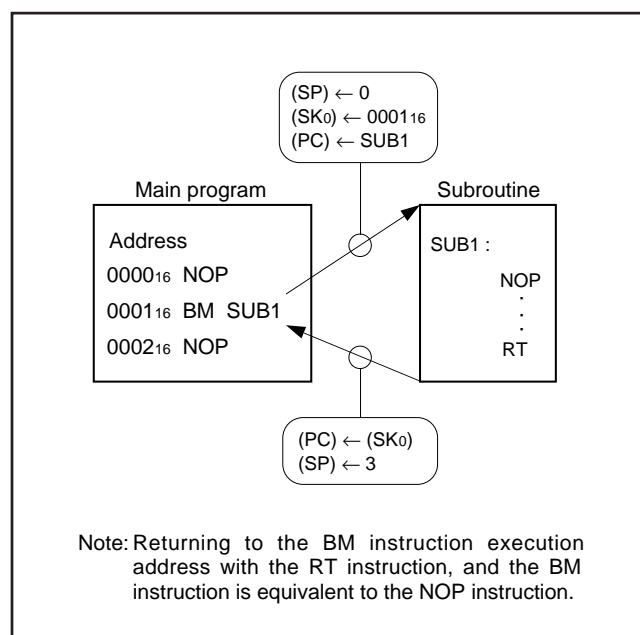 (SP) ← 0
(SK₀) ← 0001₁₆
(PC) ← SUB1
Main program
Subroutine
Address
0000₁₆ NOP
0001₁₆ BM SUB1
0002₁₆ NOP
SUB1 :
NOP
·
·
·
RT
(PC) ← (SK₀)
(SP) ← 3
Note: Returning to the BM instruction execution
address with the RT instruction, and the BM
instruction is equivalent to the NOP instruction.